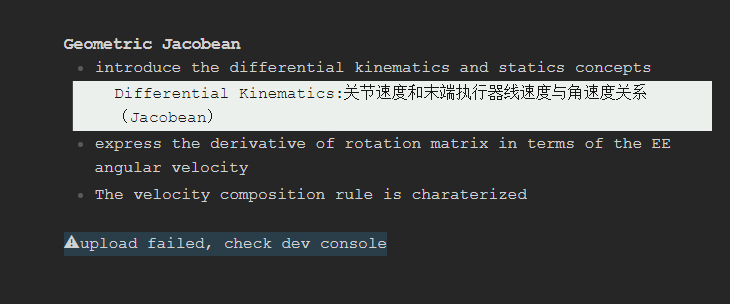 Geometric Jacobean
introduce the differential kinematics and statics concepts
Differential Kinematics:关节速度和末端执行器线速度与角速度关系
（Jacobean）
express the derivative of rotation matrix in terms of the EE
angular velocity
The velocity composition rule is charaterized
⚠upload failed, check dev console